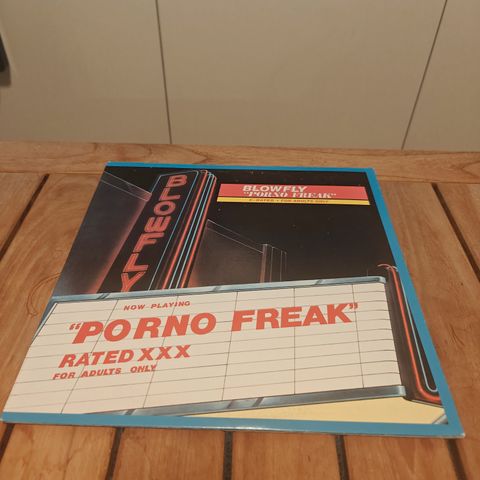 BLOWFLY
BLOWFLY
"PORNO FREAK"
X-RATED • FOR ADULTS ONLY
NOW PLAYING
"PORNO FREAK"
RATED XXX
FOR ADULTS ONLY